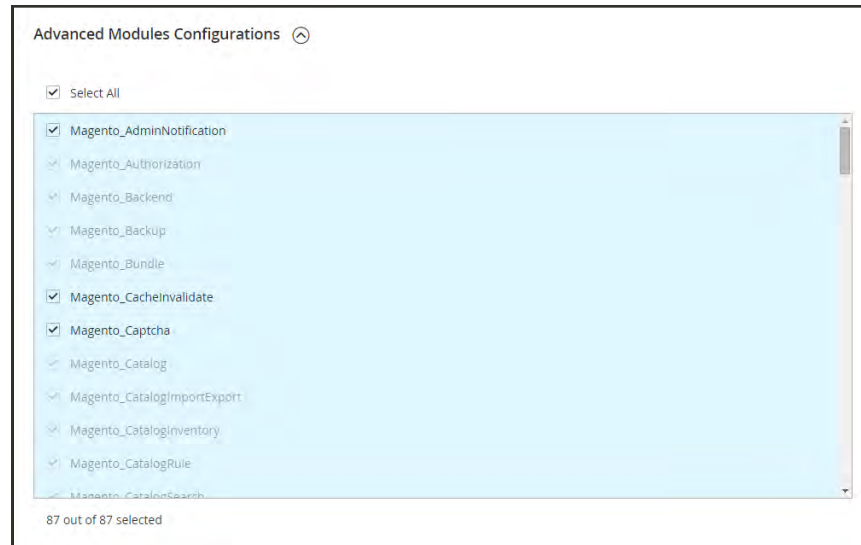 Advanced Modules Configurations
Select All
Magento_AdminNotification
Magento_Authorization
Magento_Backend
Magento_Backup
Magento_Bundle
Magento_CacheInvalidate
Magento_Captcha
Magento_Catalog
Magento_CatalogImportExport
Magento_CatalogInventory
Magento_CatalogRule
Magento_CatalogSearch
87 out of 87 selected